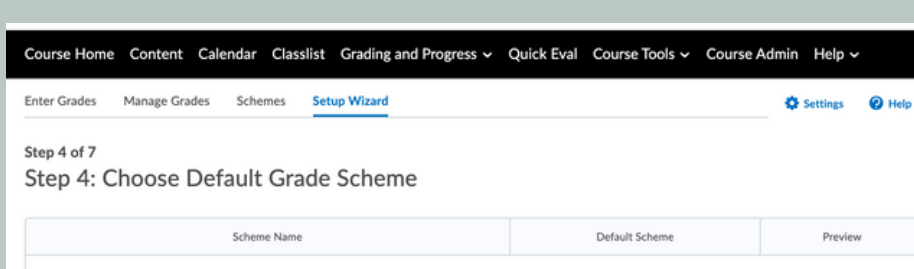 Course Home Content Calendar Classlist Grading and Progress Quick Eval Course Tools Course Admin Help
Enter Grades Manage Grades Schemes Setup Wizard Settings Help
Step 4 of 7
Step 4: Choose Default Grade Scheme
Scheme Name Default Scheme Preview